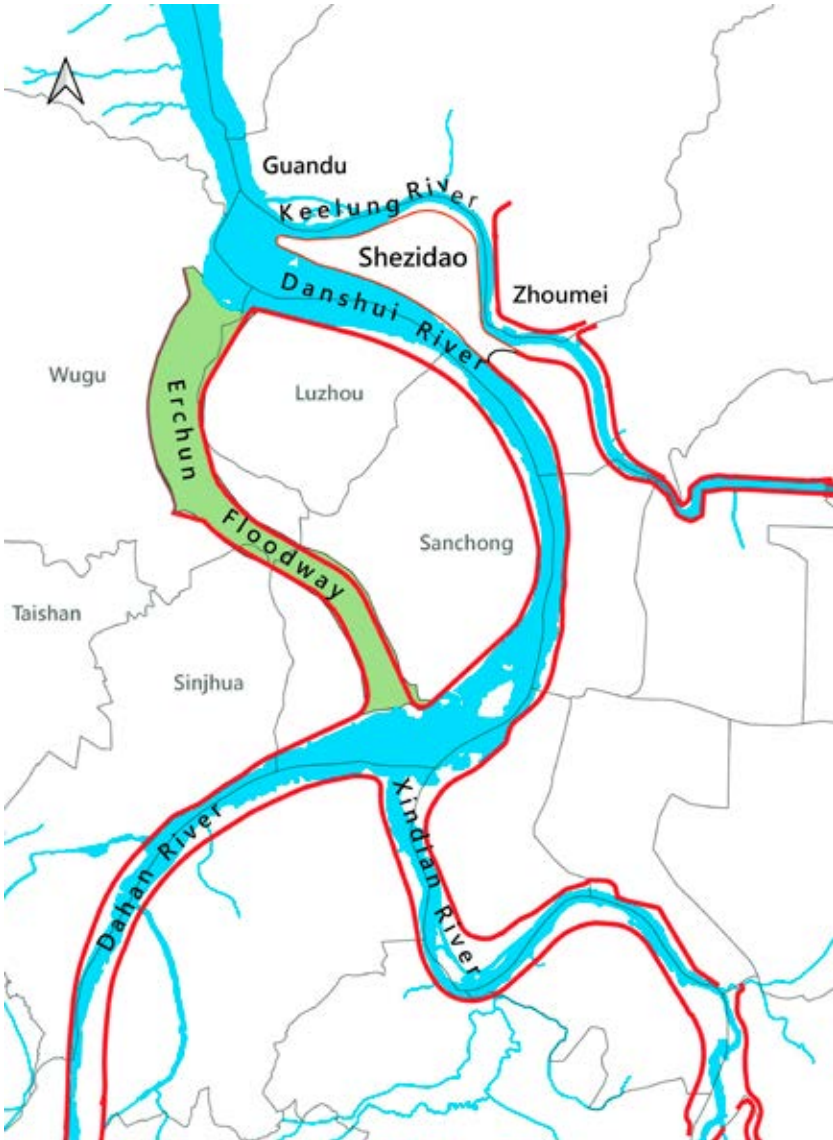 Guandu
Keelung River
Shezidao
Zhoumei
Danshui River
Wugu
Luzhou
Erchun Floodway
Sanchong
Taishan
Sinjhua
Xindian River
Dahan River